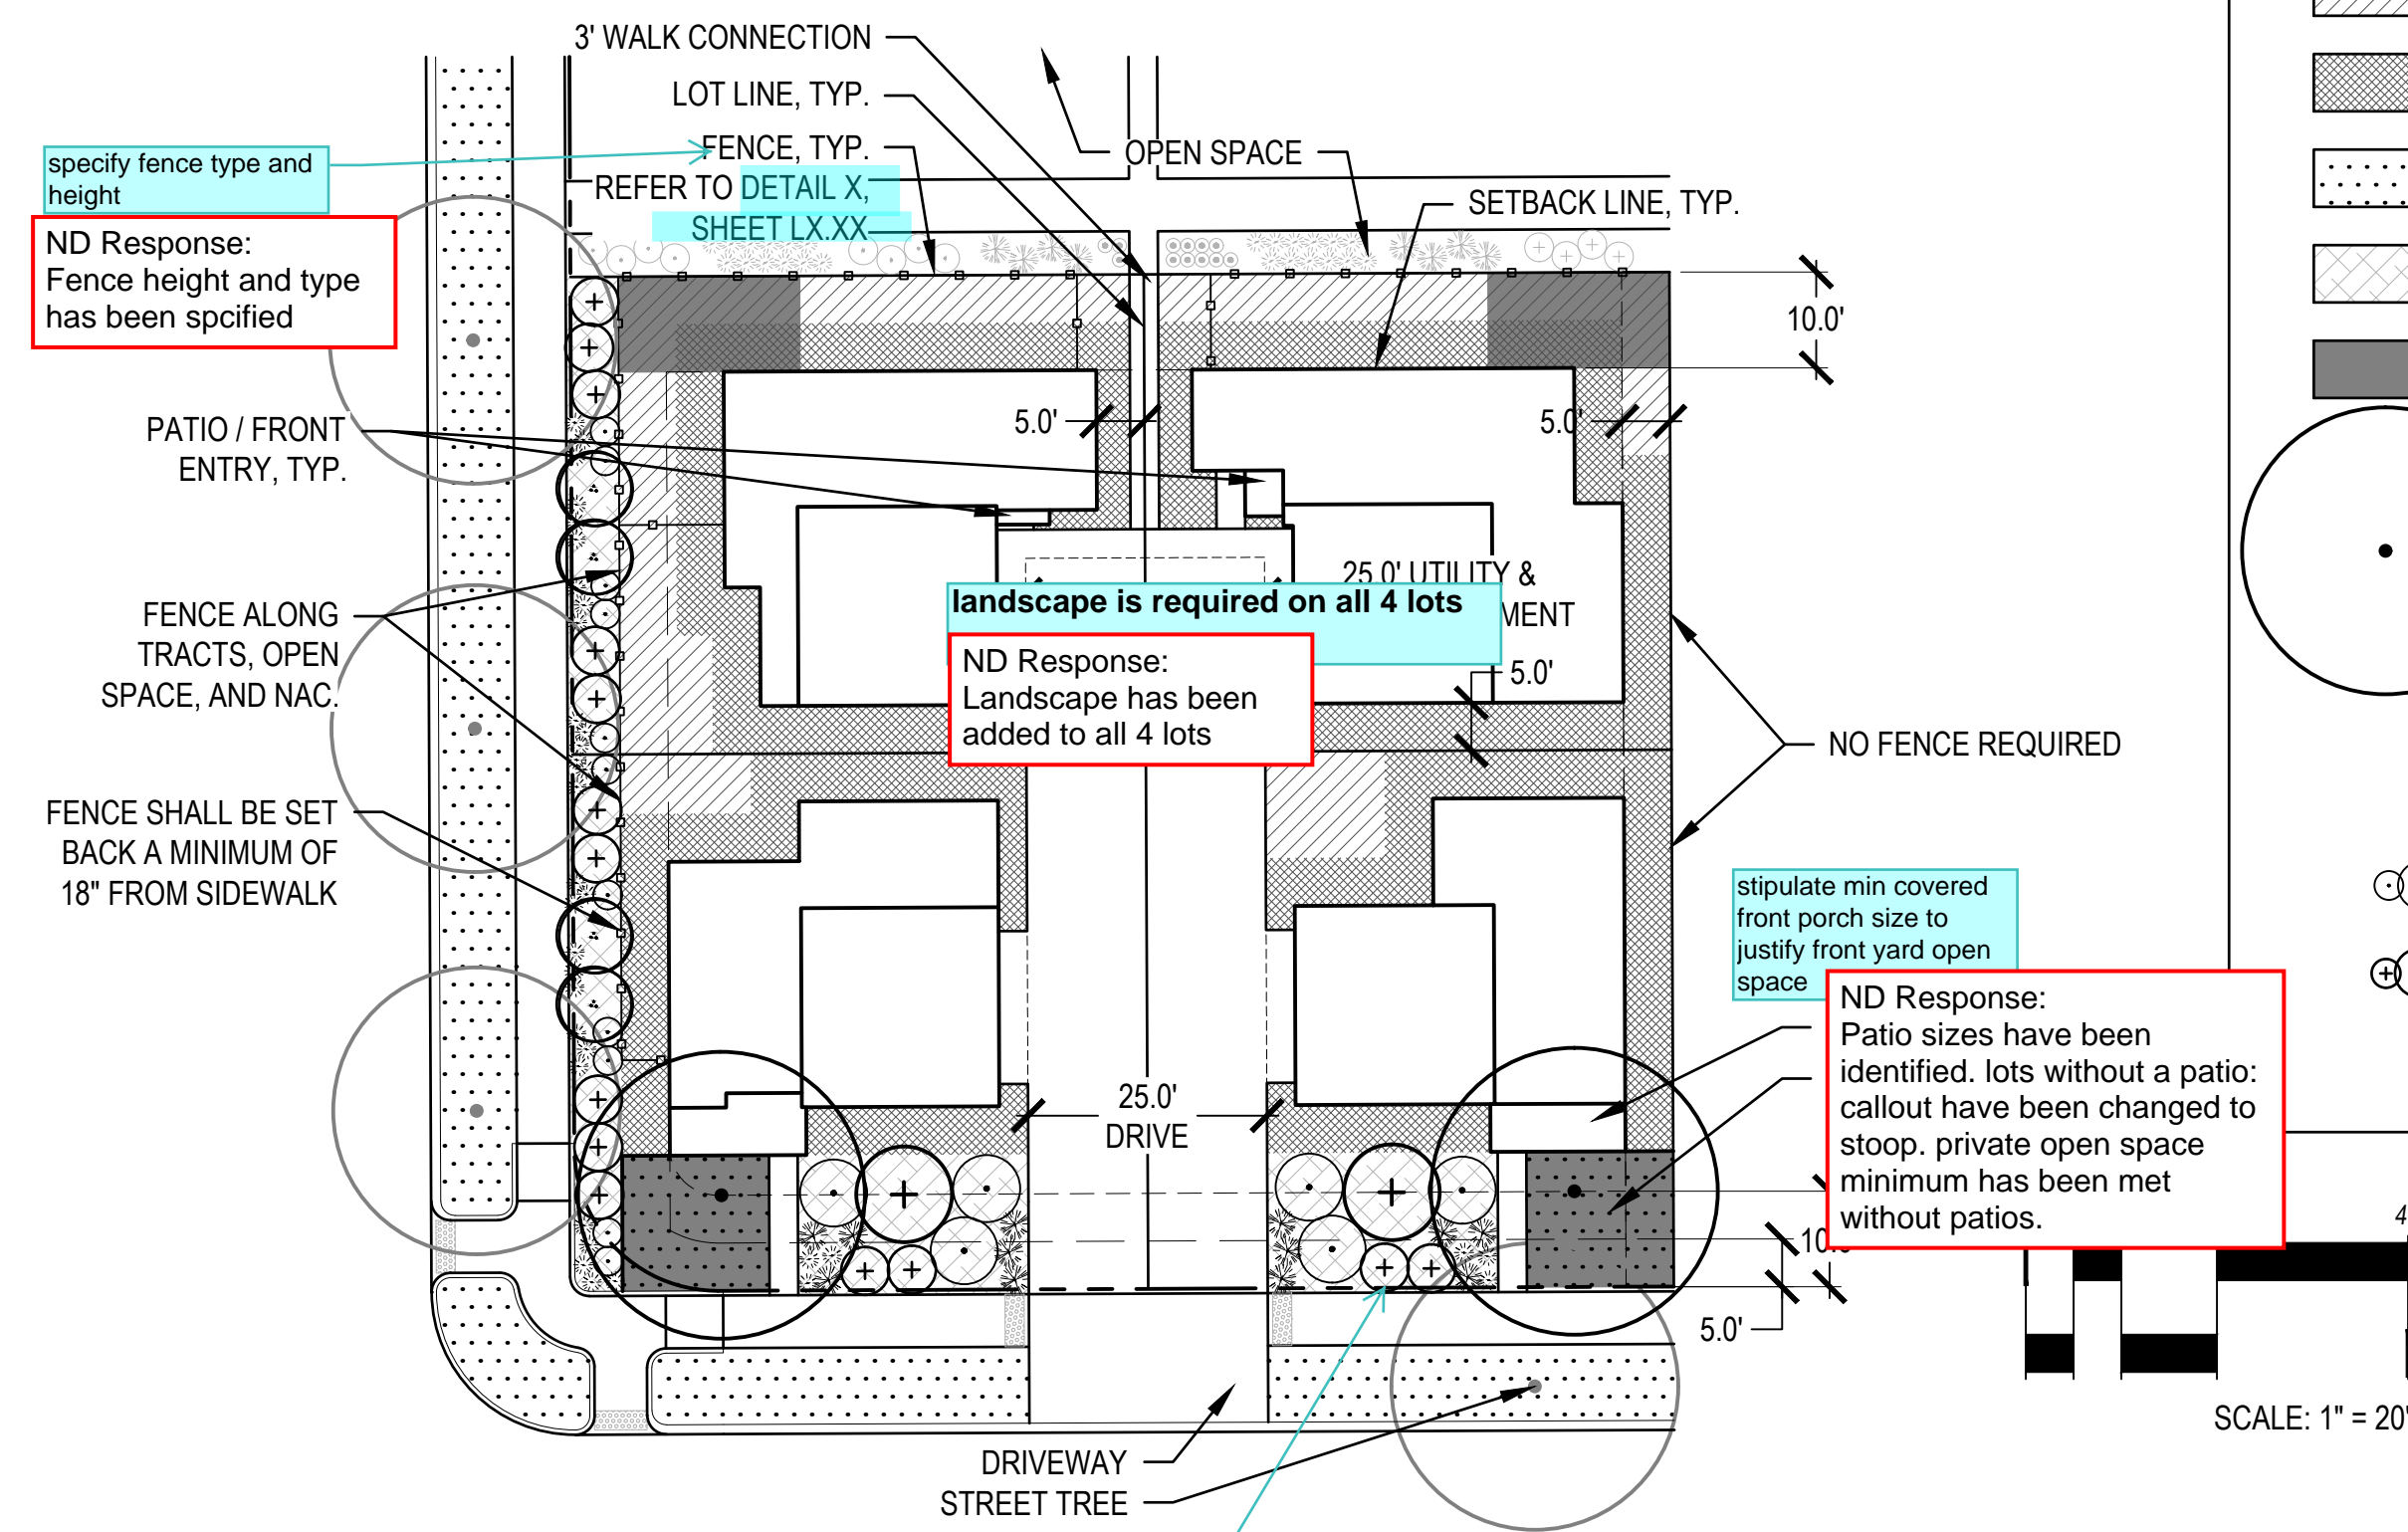 3' WALK CONNECTION
LOT LINE, TYP.
FENCE, TYP.
REFER TO DETAIL X,
SHEET LX.XX
OPEN SPACE
SETBACK LINE, TYP.
specify fence type and
height
ND Response:
Fence height and type
has been spcified
10.0'
PATIO / FRONT
ENTRY, TYP.
5.0'
5.0'
25.0' UTILITY &
MENT
landscape is required on all 4 lots
ND Response:
Landscape has been
added to all 4 lots
5.0'
FENCE ALONG
TRACTS, OPEN
SPACE, AND NAC.
NO FENCE REQUIRED
FENCE SHALL BE SET
BACK A MINIMUM OF
18" FROM SIDEWALK
stipulate min covered
front porch size to
justify front yard open
space
ND Response:
Patio sizes have been
identified. lots without a patio:
callout have been changed to
stoop. private open space
minimum has been met
without patios.
25.0'
DRIVE
5.0'
DRIVEWAY
STREET TREE
SCALE: 1" = 20'